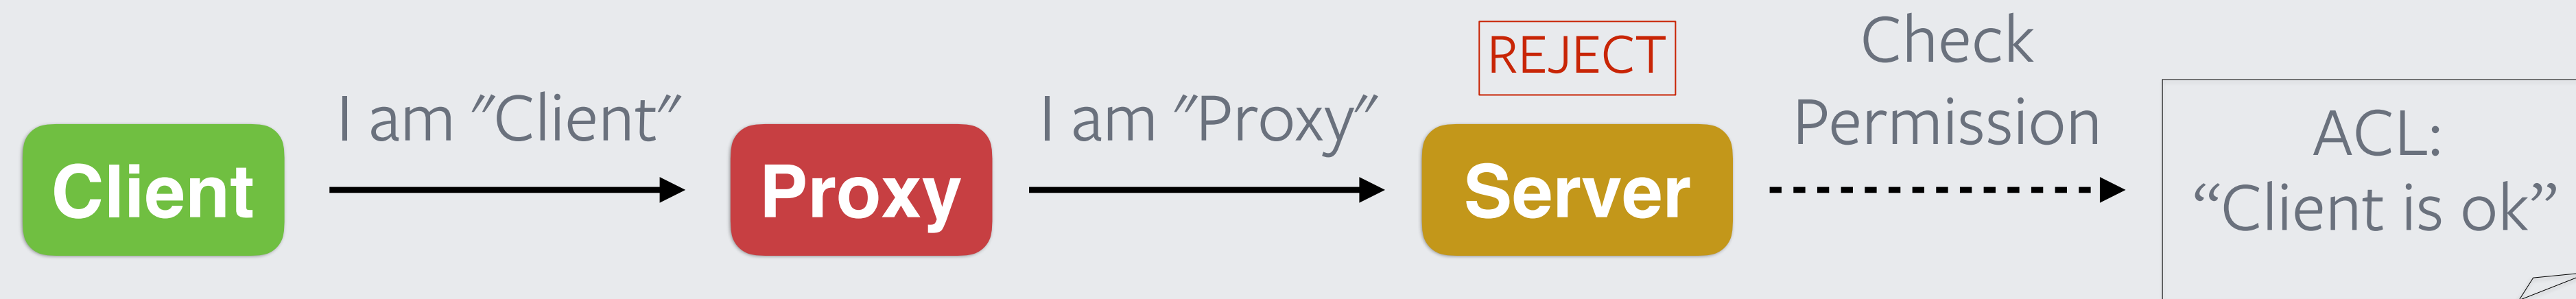 Client
I am "Client"
Proxy
I am "Proxy"
REJECT
Server
Check
Permission
ACL:
“Client is ok”